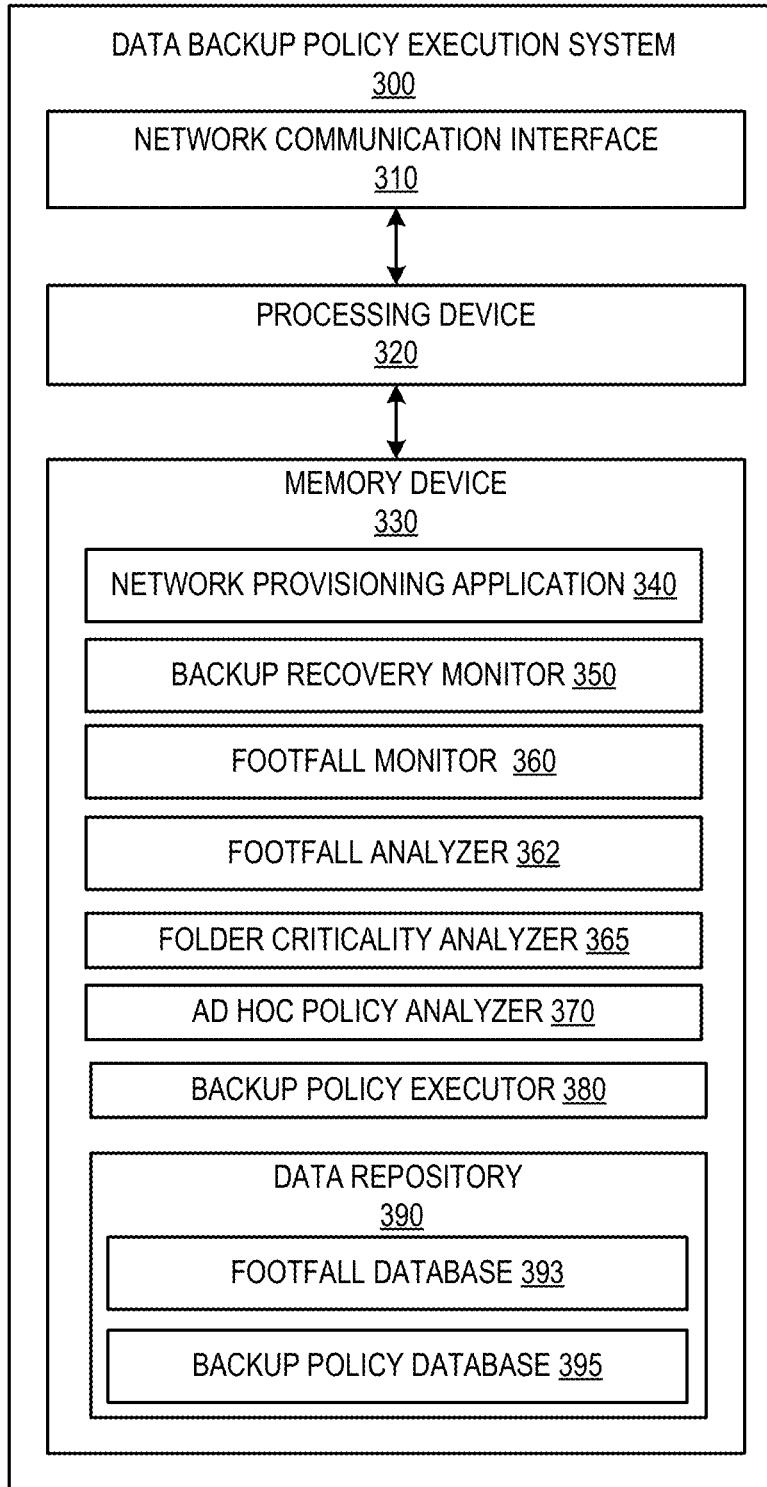 DATA BACKUP POLICY EXECUTION SYSTEM
300
NETWORK COMMUNICATION INTERFACE
310
PROCESSING DEVICE
320
MEMORY DEVICE
330
NETWORK PROVISIONING APPLICATION 340
BACKUP RECOVERY MONITOR 350
FOOTFALL MONITOR 360
FOOTFALL ANALYZER 362
FOLDER CRITICALITY ANALYZER 365
AD HOC POLICY ANALYZER 370
BACKUP POLICY EXECUTOR 380
DATA REPOSITORY
390
FOOTFALL DATABASE 393
BACKUP POLICY DATABASE 395